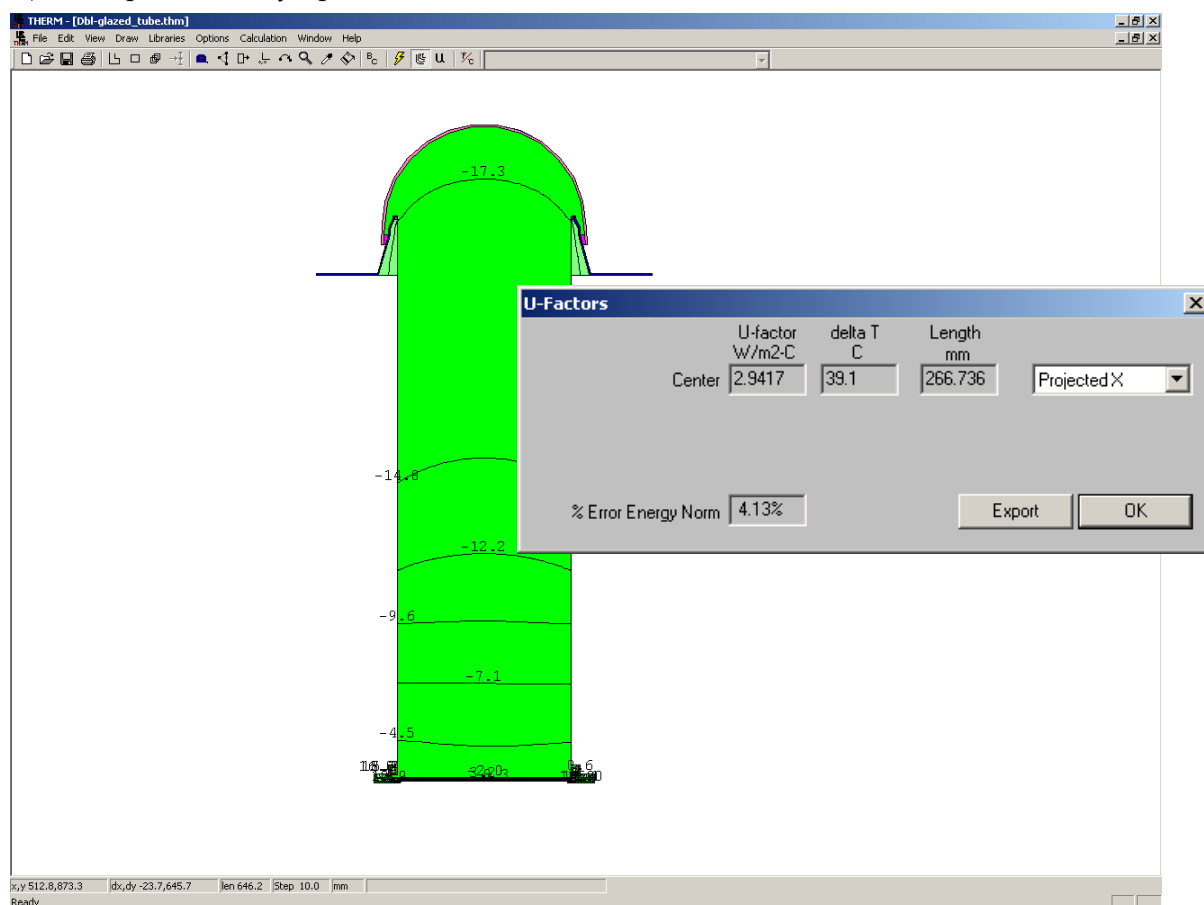 THERM - [Dbl-glazed_tube.thm]
File Edit View Draw Libraries Options Calculation Window Help
-17.3
U-Factors
U-factor delta T Length
W/m2-C C mm
Center 2.9417 39.1 266.736 Projected X
-14.8
% Error Energy Norm 4.13% Export OK
-12.2
-9.6
-7.1
-4.5
x,y 512.8,873.3 dx,dy -23.7,645.7 len 646.2 Step 10.0 mm
Ready